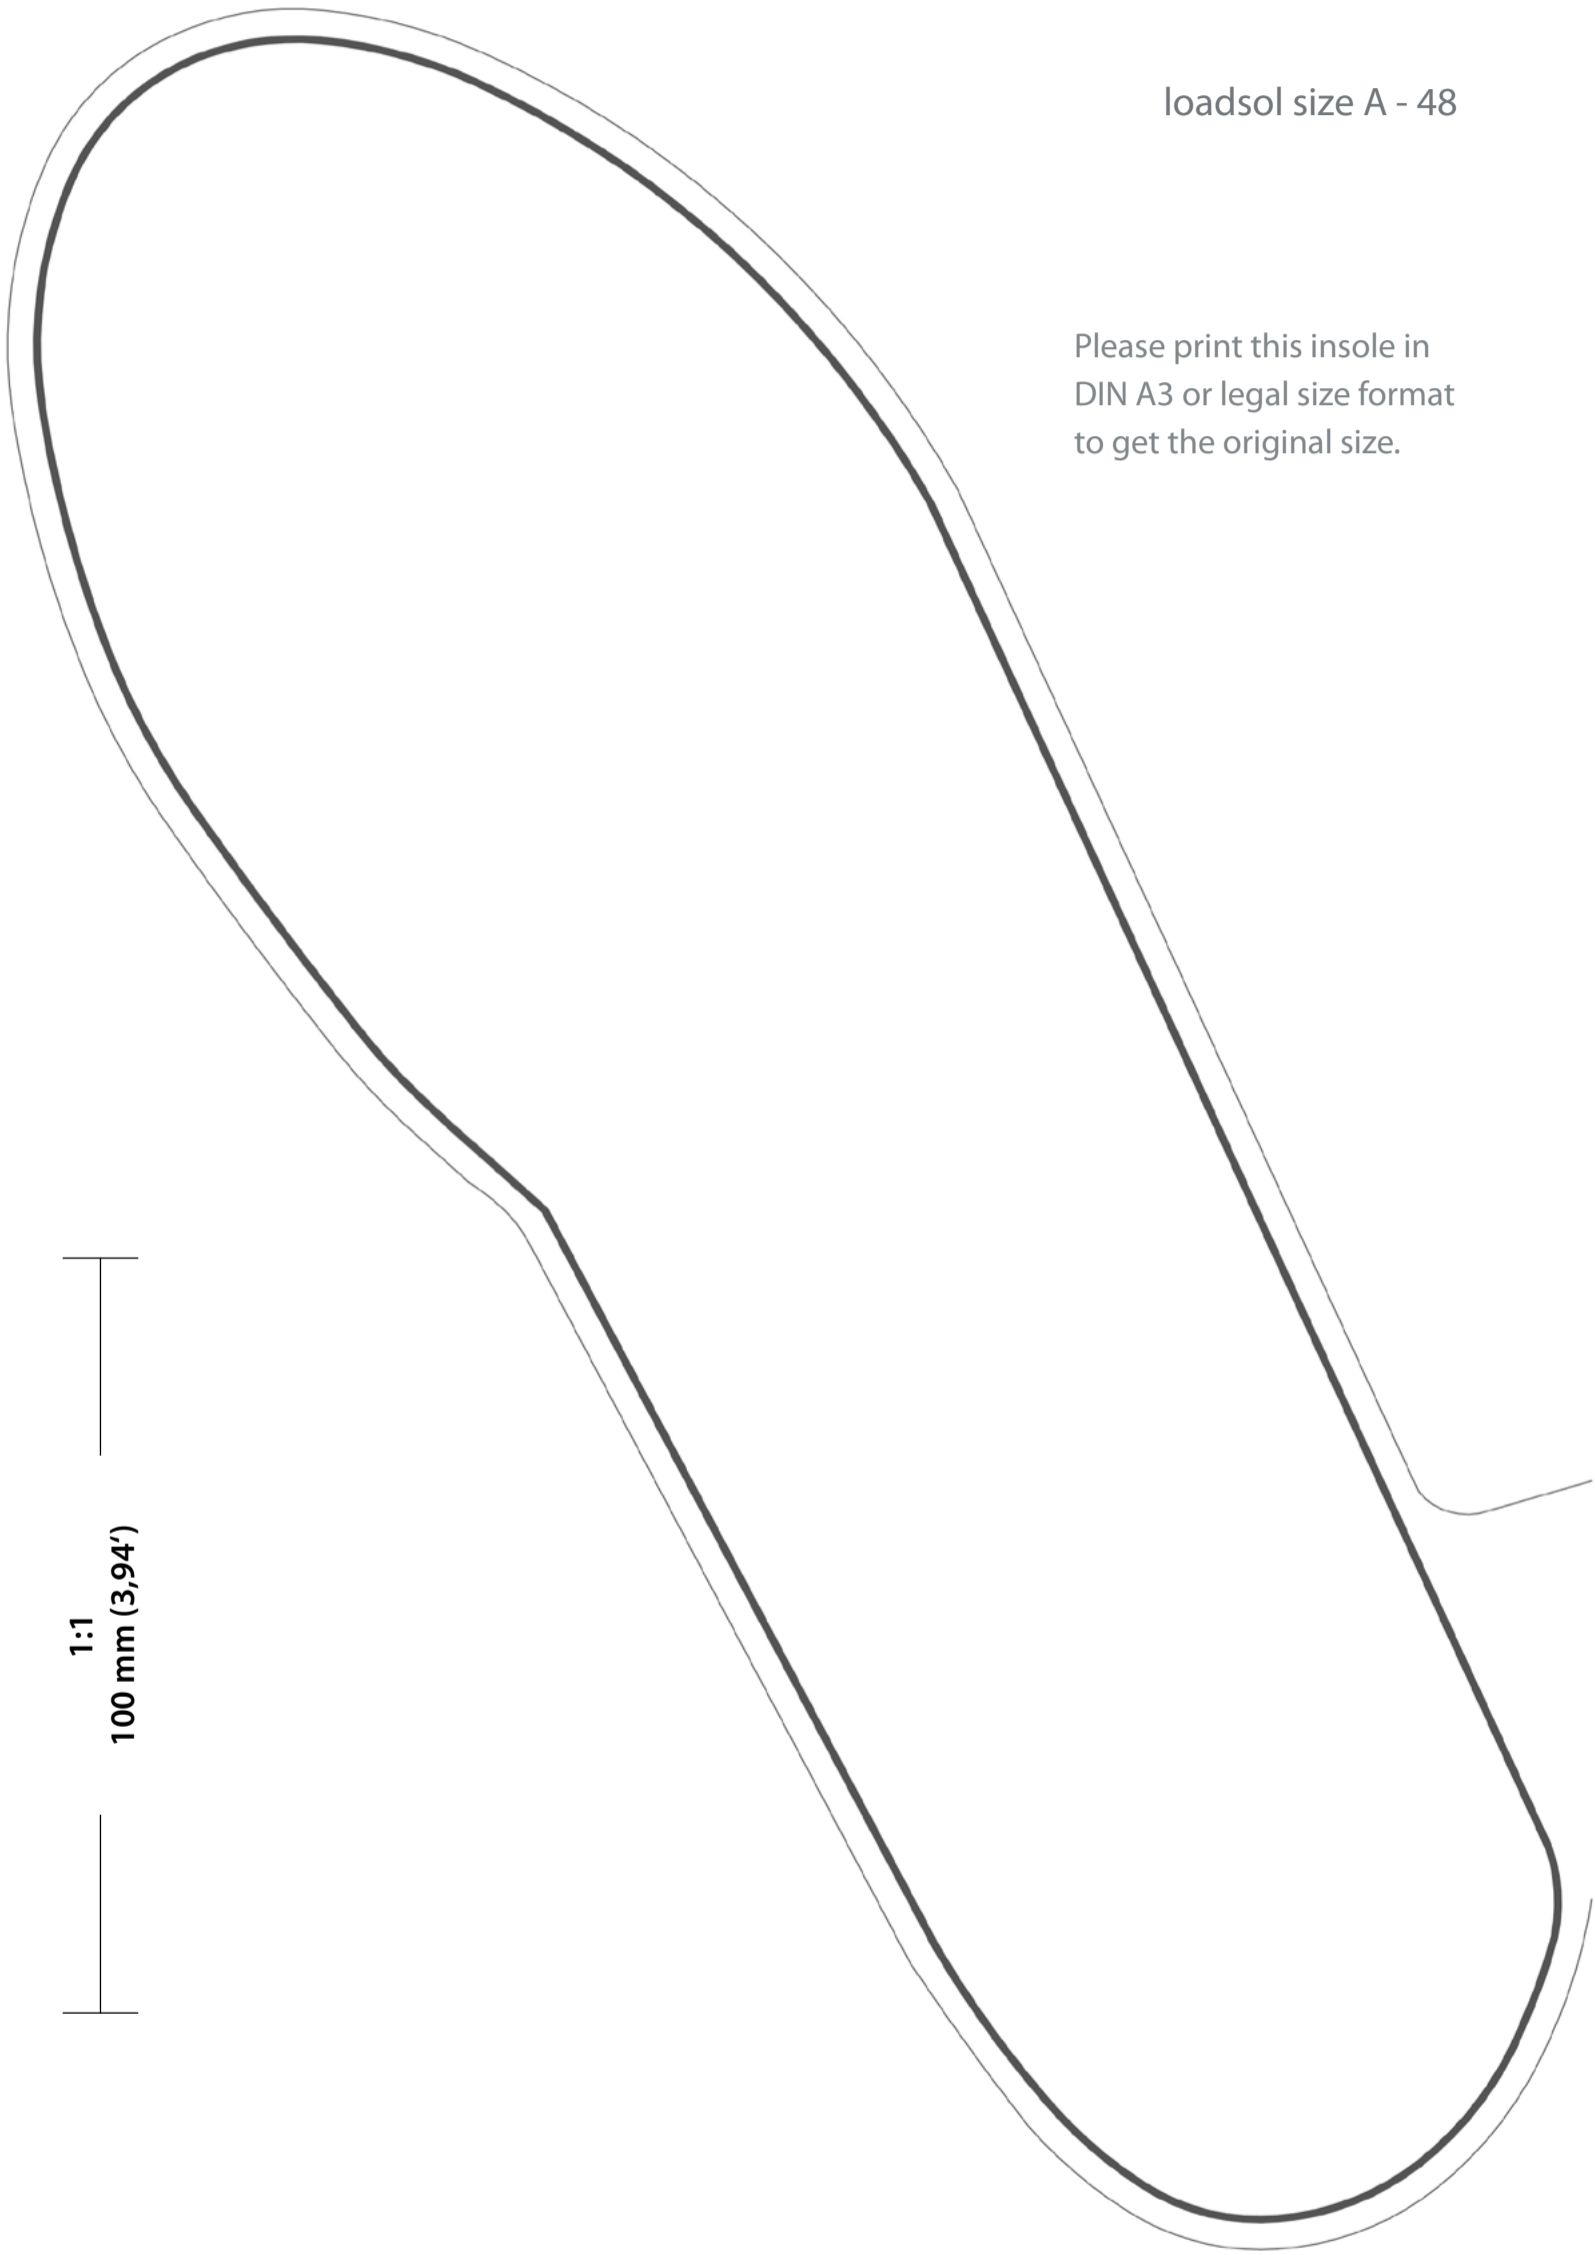 loadsol size A - 48
Please print this insole in
DIN A3 or legal size format
to get the original size.
1:1
100 mm (3,94‘)